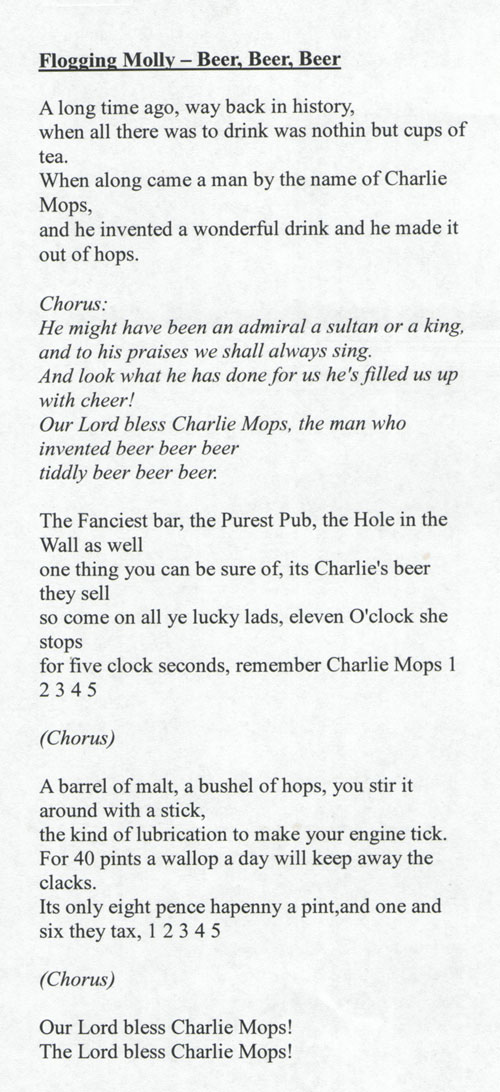 Flogging Molly – Beer, Beer, Beer
A long time ago, way back in history,
when all there was to drink was nothin but cups of
tea.
When along came a man by the name of Charlie
Mops,
and he invented a wonderful drink and he made it
out of hops.
Chorus:
He might have been an admiral a sultan or a king,
and to his praises we shall always sing.
And look what he has done for us he's filled us up
with cheer!
Our Lord bless Charlie Mops, the man who
invented beer beer beer
tiddly beer beer beer.
The Fanciest bar, the Purest Pub, the Hole in the
Wall as well
one thing you can be sure of, its Charlie's beer
they sell
so come on all ye lucky lads, eleven O'clock she
stops
for five clock seconds, remember Charlie Mops 1
2 3 4 5
(Chorus)
A barrel of malt, a bushel of hops, you stir it
around with a stick,
the kind of lubrication to make your engine tick.
For 40 pints a wallop a day will keep away the
clacks.
Its only eight pence hapenny a pint,and one and
six they tax, 1 2 3 4 5
(Chorus)
Our Lord bless Charlie Mops!
The Lord bless Charlie Mops!